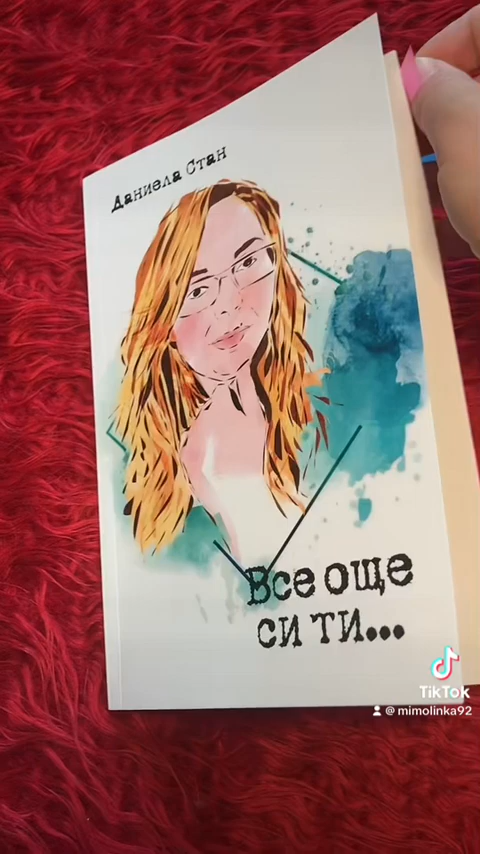 Даниела Стан
Все още
си ти...
TikTok
@ mimolinka92